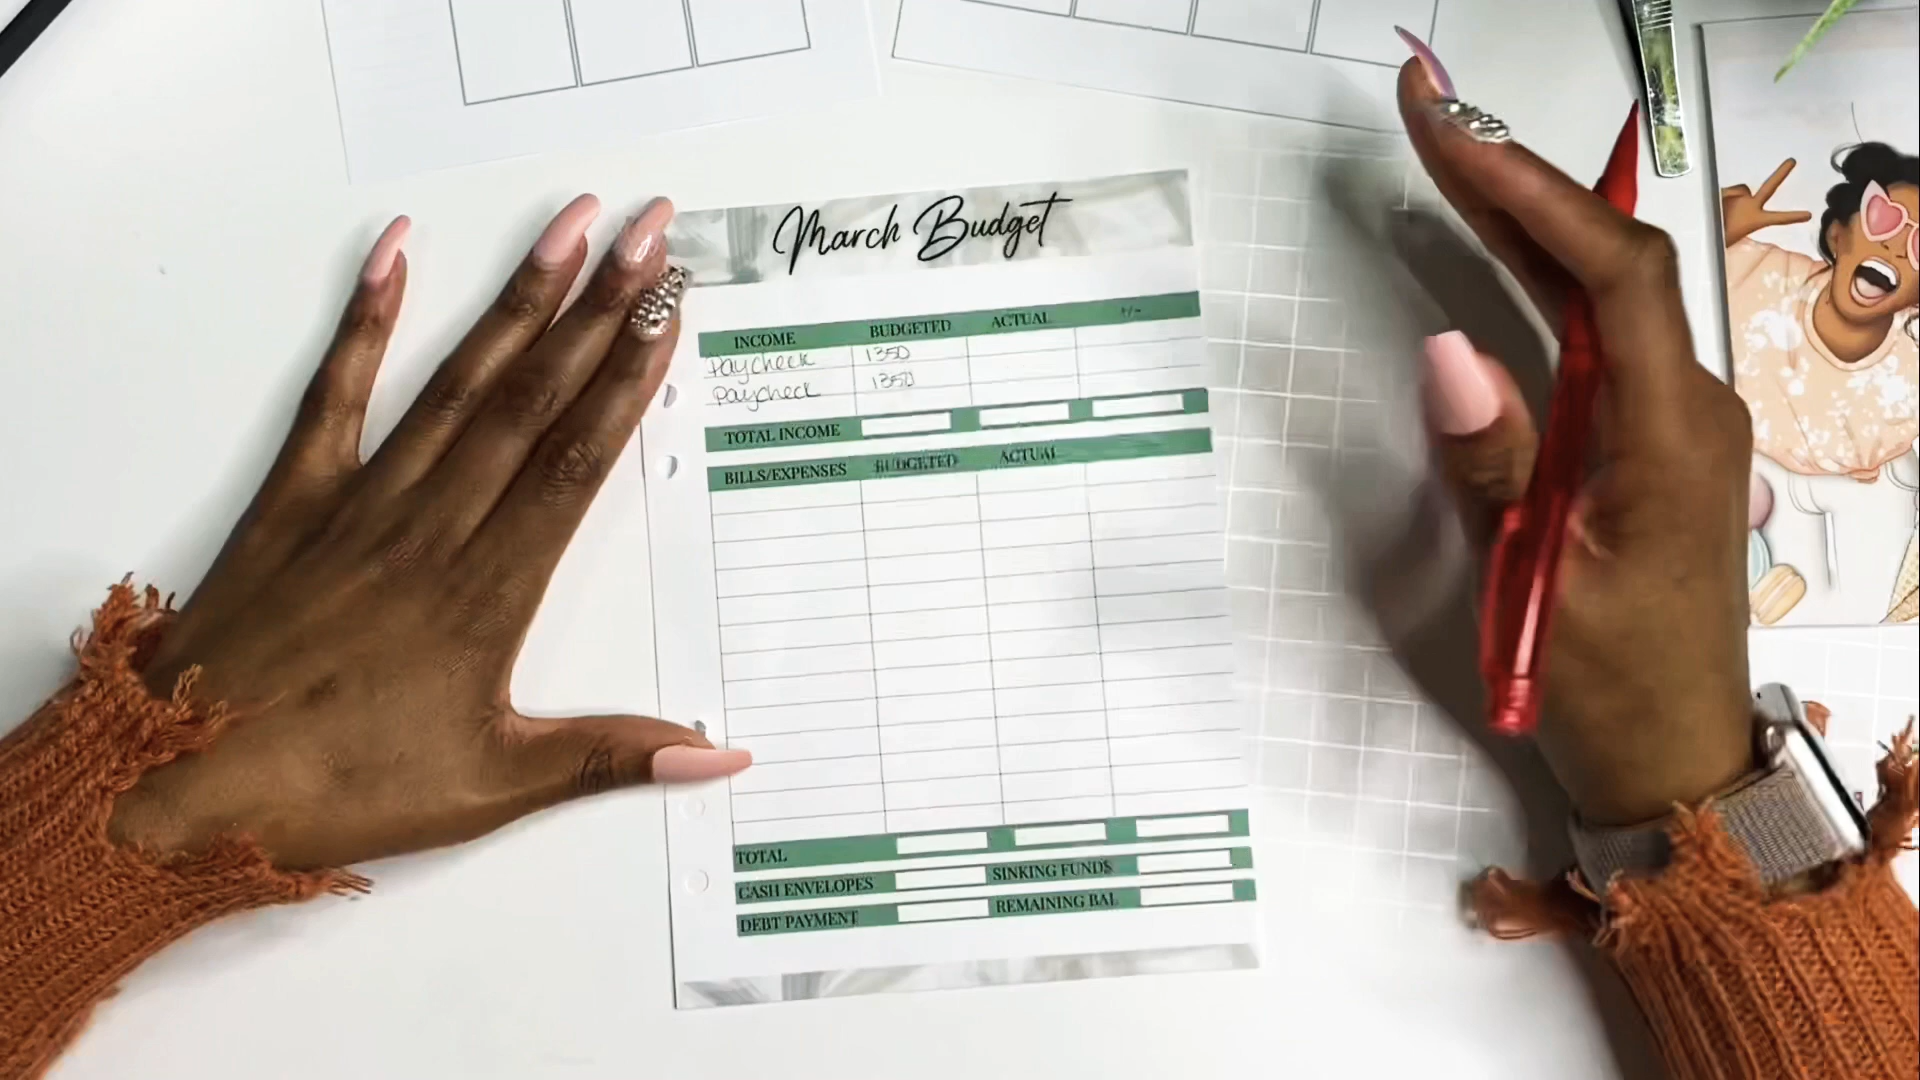 March Budget
INCOME BUDGETED ACTUAL +/-
Paycheck 1350
Paycheck 1350
TOTAL INCOME
BILLS/EXPENSES BUDGETED ACTUAL
TOTAL
CASH ENVELOPES SINKING FUNDS
DEBT PAYMENT REMAINING BAL